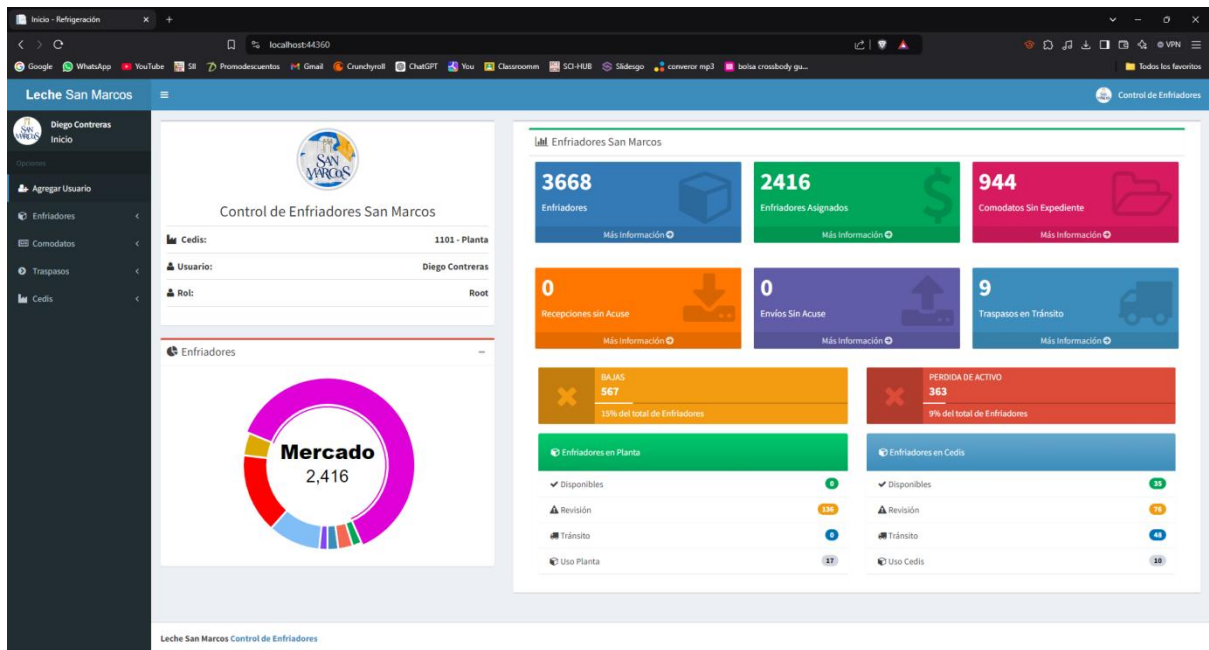 Inicio - Refrigeración
localhost:44360
VPN
Google WhatsApp YouTube SII Promodescuentos Gmail Crunchyroll ChatGPT You Classroomm SCI-HUB Slidesgo converor mp3 bolsa crossbody gu...
Todos los favoritos
Leche San Marcos
Control de Enfriadores
Diego Contreras
Inicio
Opciones
Agregar Usuario
Enfriadores
Comodatos
Traspasos
Cedis
SAN MARCOS
Control de Enfriadores San Marcos
Cedis: 1101 - Planta
Usuario: Diego Contreras
Rol: Root
Enfriadores
Mercado
2,416
Enfriadores San Marcos
3668
Enfriadores
Más Información
2416
Enfriadores Asignados
Más Información
944
Comodatos Sin Expediente
Más Información
0
Recepciones sin Acuse
Más Información
0
Envíos Sin Acuse
Más Información
9
Traspasos en Tránsito
Más Información
BAJAS
567
15% del total de Enfriadores
PERDIDA DE ACTIVO
363
9% del total de Enfriadores
Enfriadores en Planta
Disponibles 0
Revisión 136
Tránsito 0
Uso Planta 17
Enfriadores en Cedis
Disponibles 35
Revisión 76
Tránsito 48
Uso Cedis 10
Leche San Marcos Control de Enfriadores